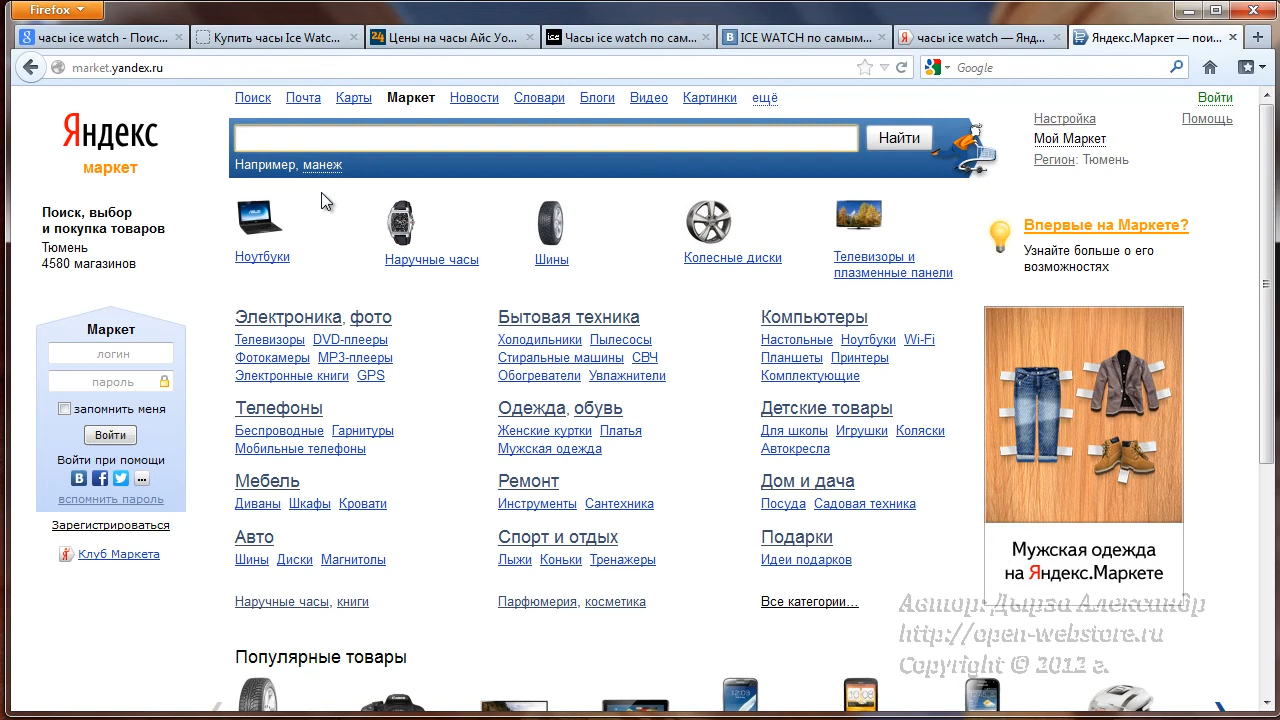 Firefox
часы ice watch - Поис...
Купить часы Ice Watc...
Цены на часы Айс Уо...
Часы ice watch по сам...
ICE WATCH по самым...
часы ice watch — Янд...
Яндекс.Маркет — пои...
market.yandex.ru
Google
Поиск Почта Карты Маркет Новости Словари Блоги Видео Картинки ещё
Войти
Яндекс
маркет
Найти
Например, манеж
Настройка
Помощь
Мой Маркет
Регион: Тюмень
Поиск, выбор
и покупка товаров
Тюмень
4580 магазинов
Ноутбуки
Наручные часы
Шины
Колесные диски
Телевизоры и
плазменные панели
Впервые на Маркете?
Узнайте больше о его
возможностях
Маркет
логин
пароль
запомнить меня
Войти
Войти при помощи
вспомнить пароль
Зарегистрироваться
Клуб Маркета
Электроника, фото
Телевизоры DVD-плееры
Фотокамеры MP3-плееры
Электронные книги GPS
Бытовая техника
Холодильники Пылесосы
Стиральные машины СВЧ
Обогреватели Увлажнители
Компьютеры
Настольные Ноутбуки Wi-Fi
Планшеты Принтеры
Комплектующие
Телефоны
Беспроводные Гарнитуры
Мобильные телефоны
Одежда, обувь
Женские куртки Платья
Мужская одежда
Детские товары
Для школы Игрушки Коляски
Автокресла
Мебель
Диваны Шкафы Кровати
Ремонт
Инструменты Сантехника
Дом и дача
Посуда Садовая техника
Авто
Шины Диски Магнитолы
Спорт и отдых
Лыжи Коньки Тренажеры
Подарки
Идеи подарков
Наручные часы, книги
Парфюмерия, косметика
Все категории...
Мужская одежда
на Яндекс.Маркете
Автор: Дырза Александр
http://open-webstore.ru
Copyright © 2012 г.
Популярные товары